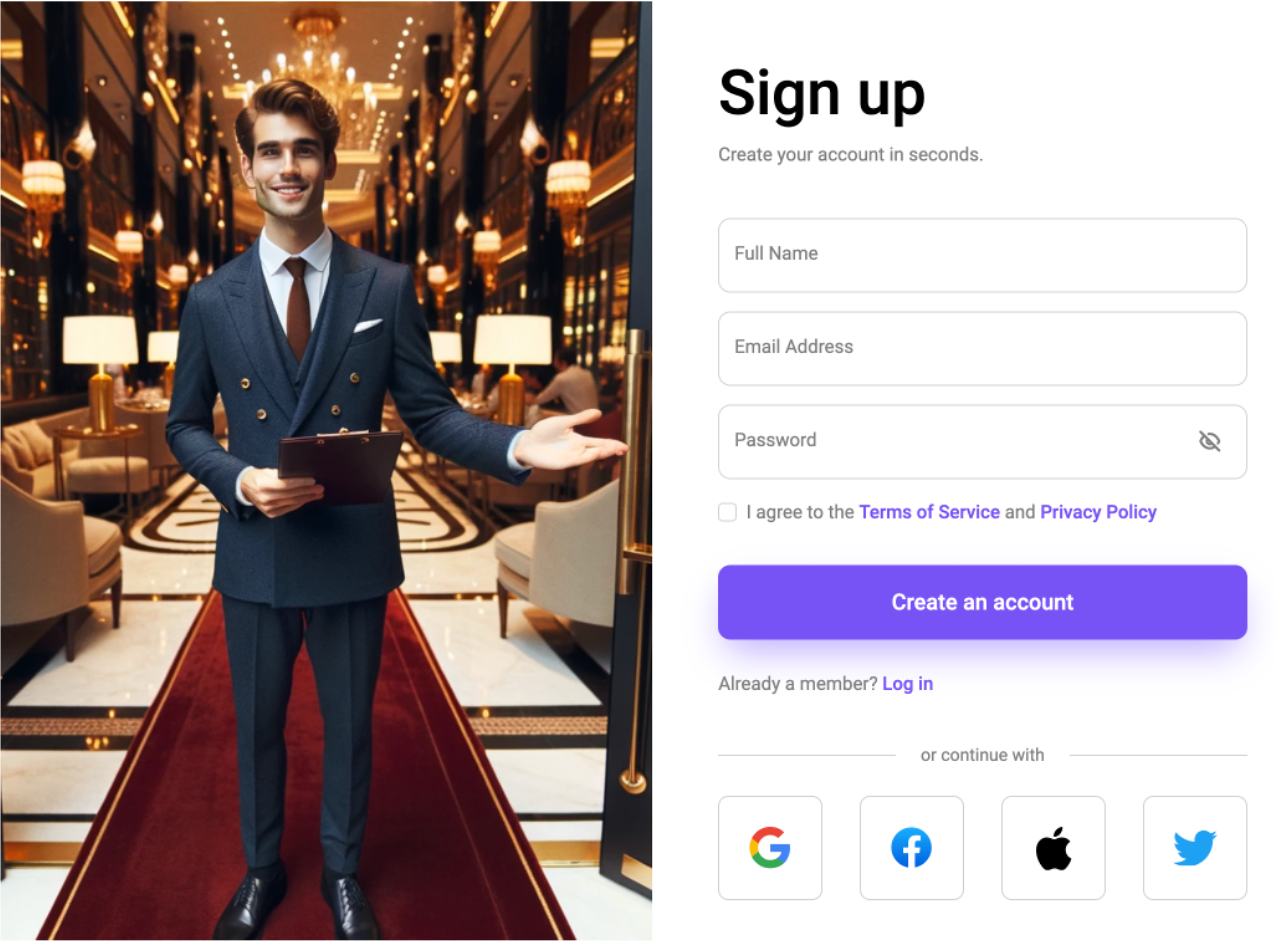 Sign up
Create your account in seconds.
Full Name
Email Address
Password
I agree to the Terms of Service and Privacy Policy
Create an account
Already a member? Log in
or continue with